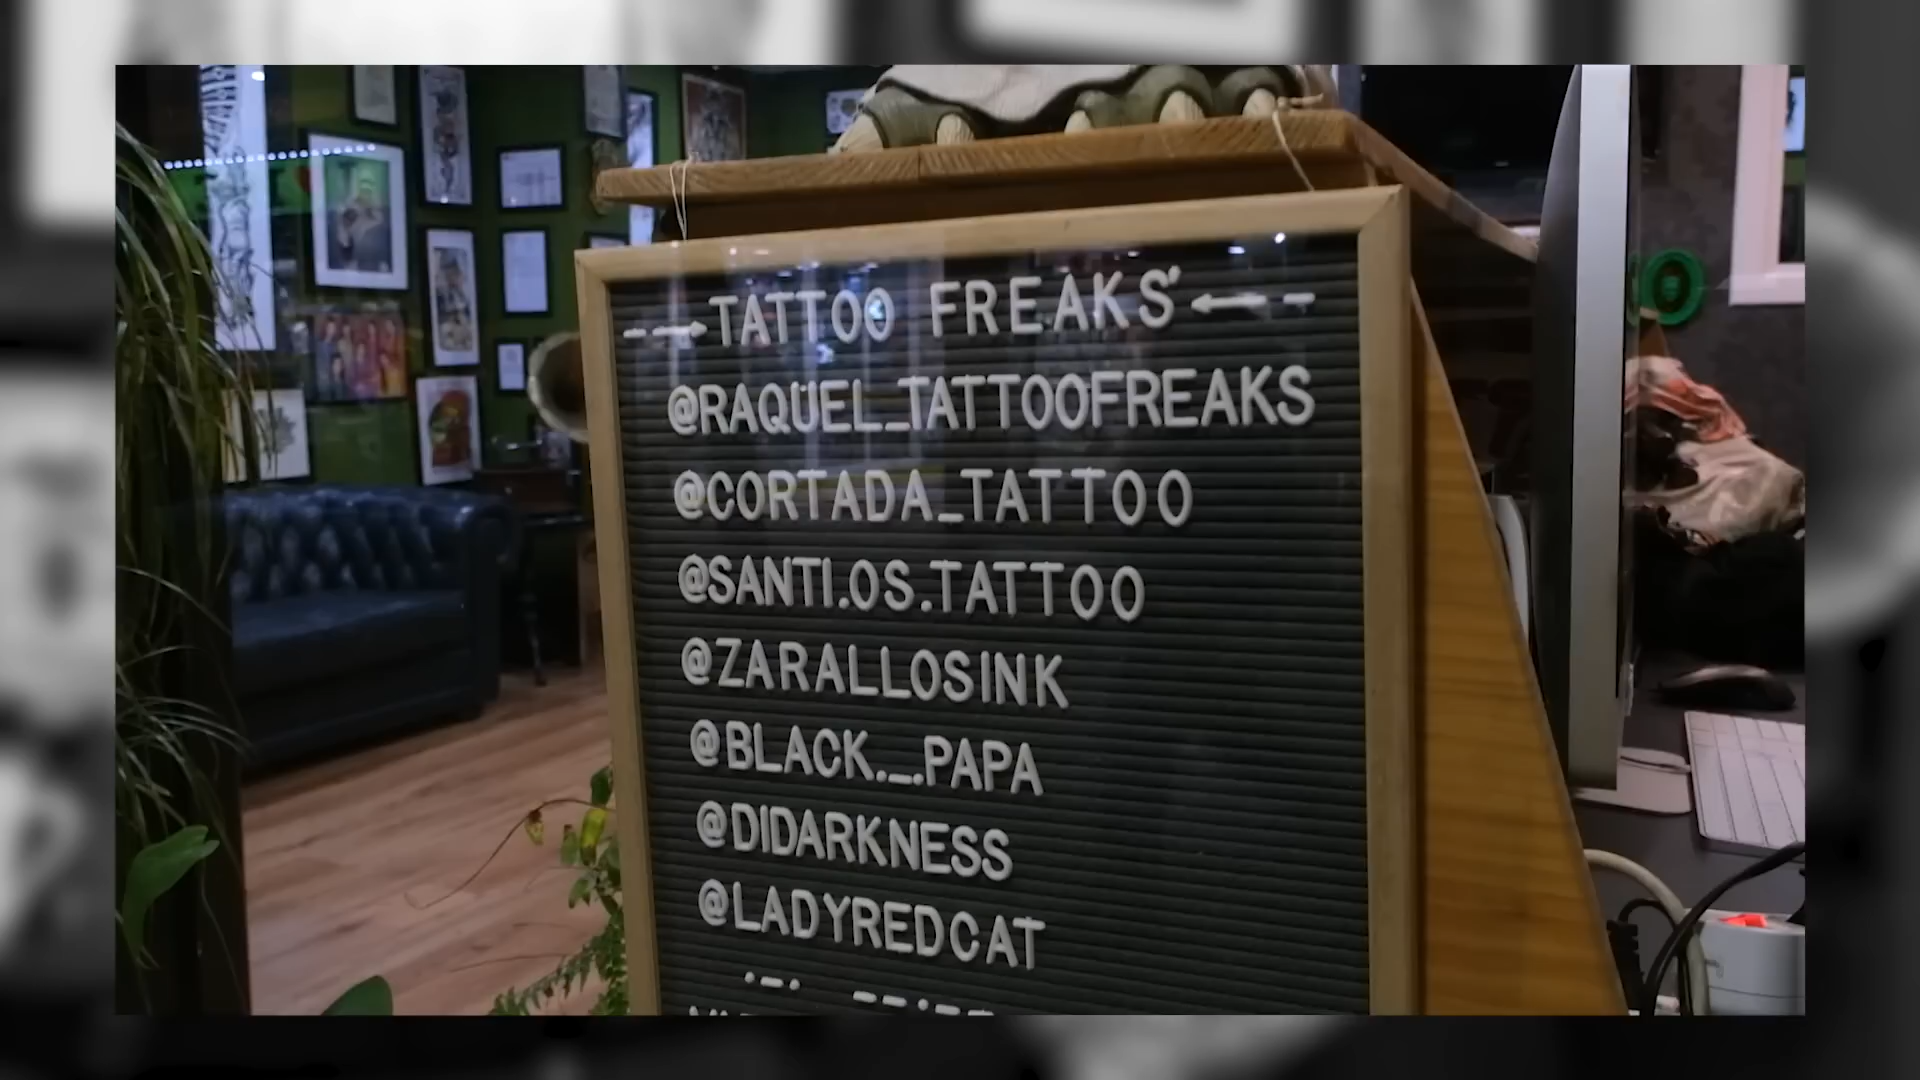 --→TATTOO FREAKS'←--
@RAQUEL_TATTOOFREAKS
@CORTADA_TATTOO
@SANTI.OS.TATTOO
@ZARALLOSINK
@BLACK._.PAPA
@DIDARKNESS
@LADYREDCAT